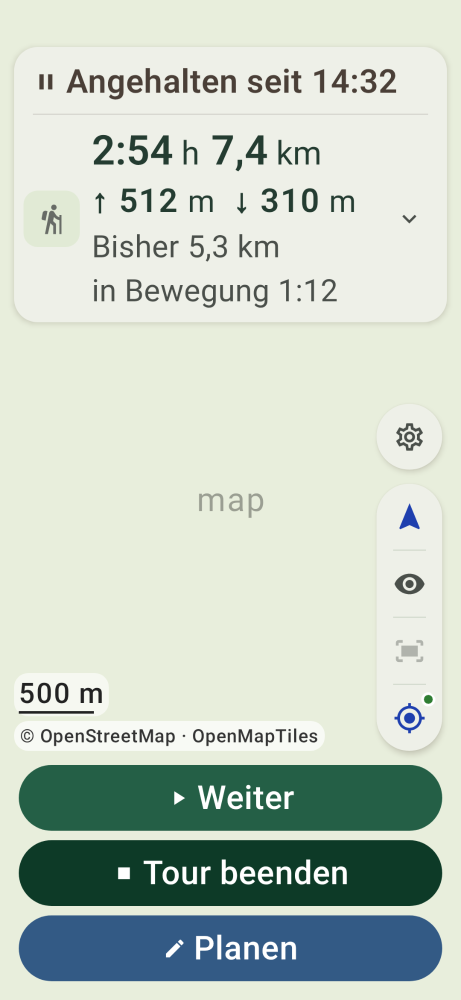 Angehalten seit 14:32
2:54 h 7,4 km
↑ 512 m ↓ 310 m
Bisher 5,3 km
in Bewegung 1:12
map
500 m
© OpenStreetMap · OpenMapTiles
Weiter
Tour beenden
Planen